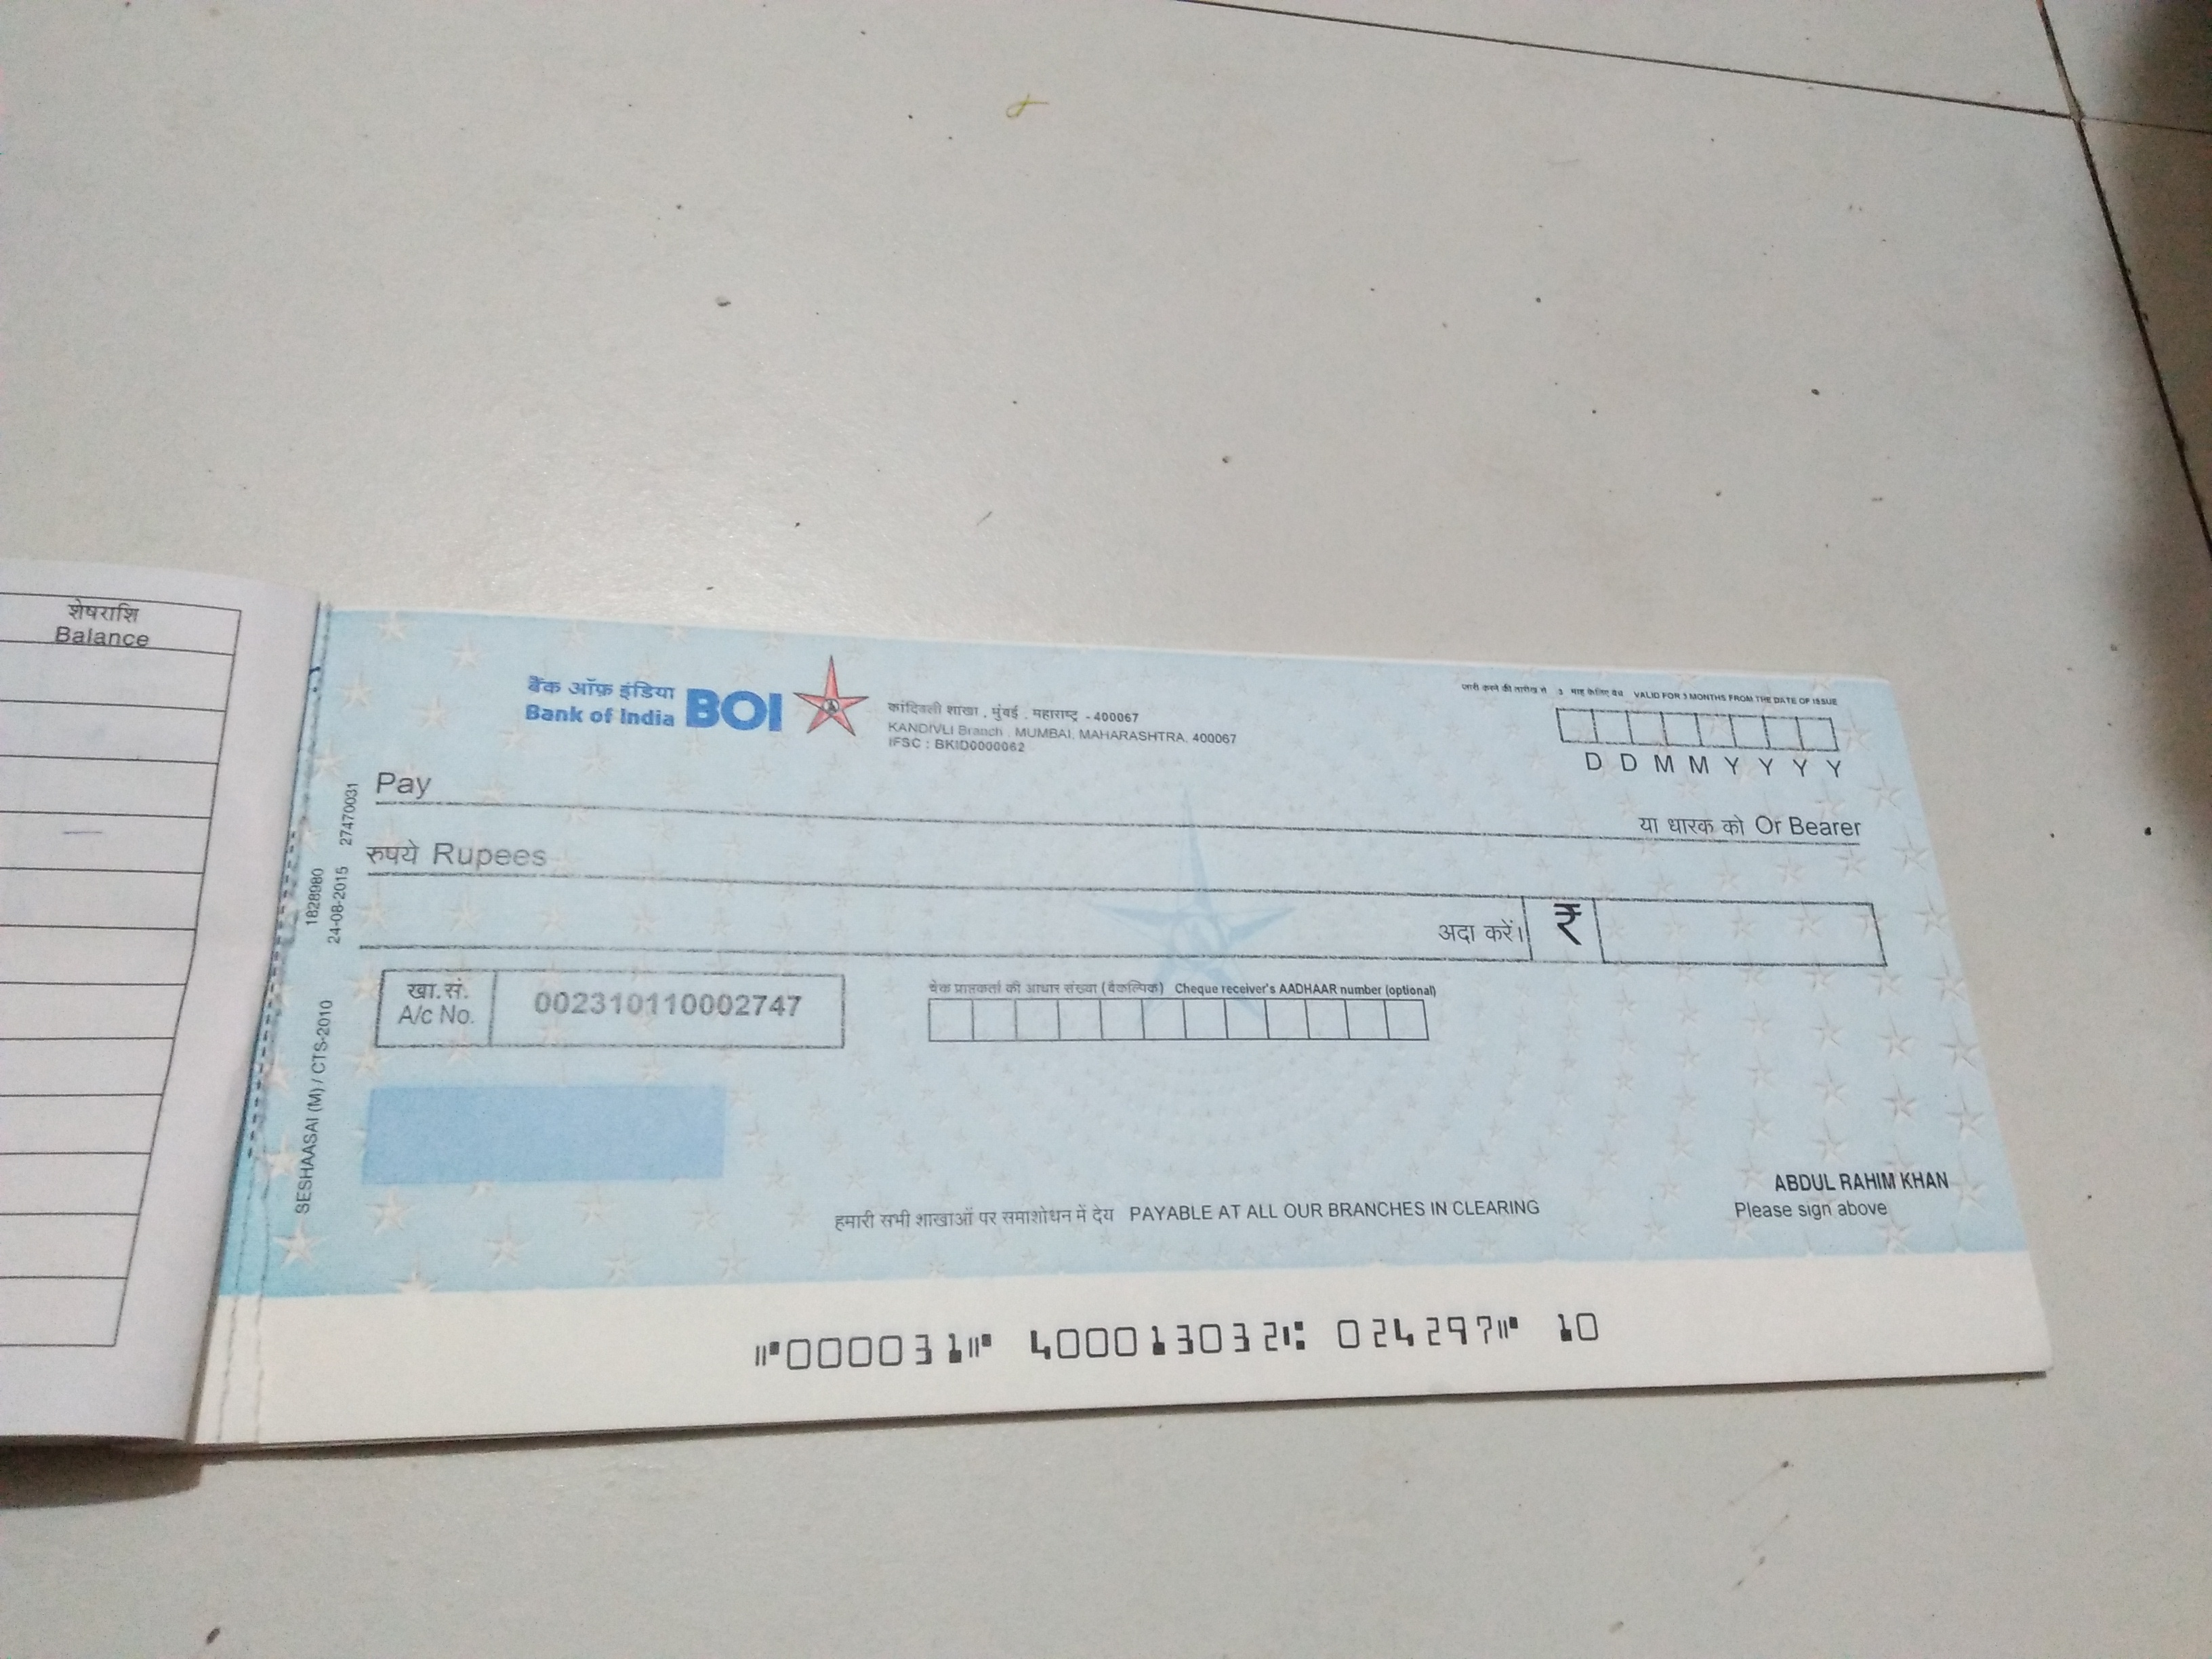 शेषराशि
Balance
बैंक ऑफ़ इंडिया
Bank of India
BOI
कांदिवली शाखा , मुंबई , महाराष्ट्र - 400067
KANDIVLI Branch , MUMBAI, MAHARASHTRA, 400067
IFSC : BKID0000062
जारी करने की तारीख से 3 माह के लिए वैध VALID FOR 3 MONTHS FROM THE DATE OF ISSUE
D D M M Y Y Y Y
Pay
या धारक को Or Bearer
रुपये Rupees
अदा करें।
₹
खा.सं.
A/c No.
002310110002747
चेक प्राप्तकर्ता की आधार संख्या (वैकल्पिक) Cheque receiver's AADHAAR number (optional)
27470031
1828980
24-08-2015
SESHAASAI (M) / CTS-2010
ABDUL RAHIM KHAN
Please sign above
हमारी सभी शाखाओं पर समाशोधन में देय PAYABLE AT ALL OUR BRANCHES IN CLEARING
⑈000031⑈ 400013032⑆ 024297⑈ 10